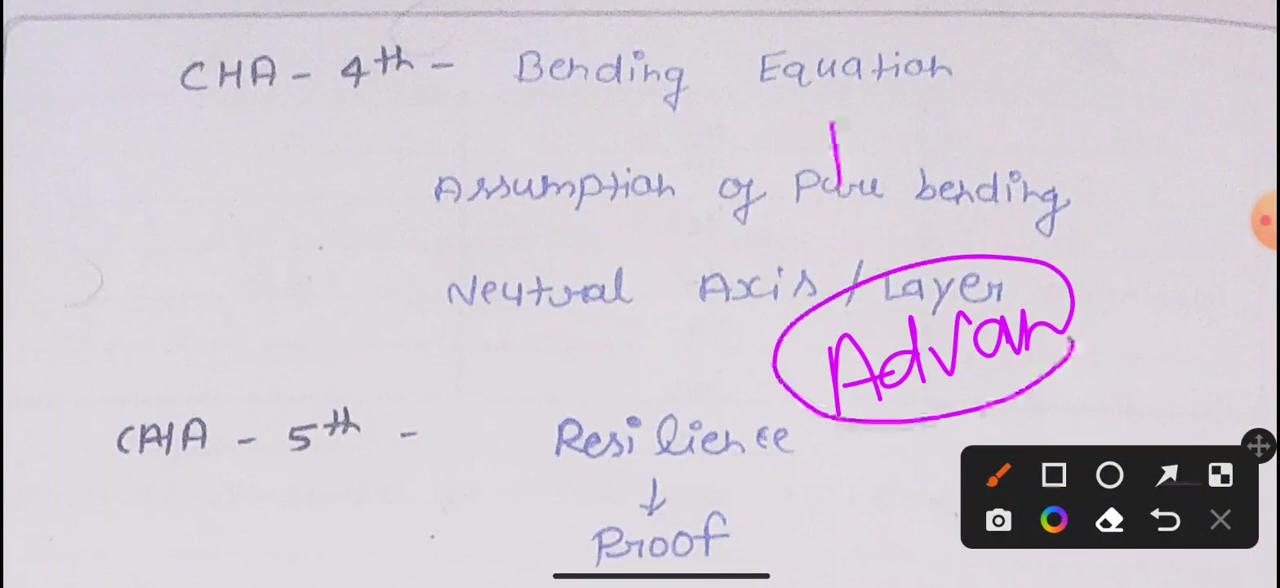 CHA - 4th - Bending Equation
Assumption of Pure bending
Neutral Axis / Layer
Advan
CHA - 5th - Resilience
↓
Proof